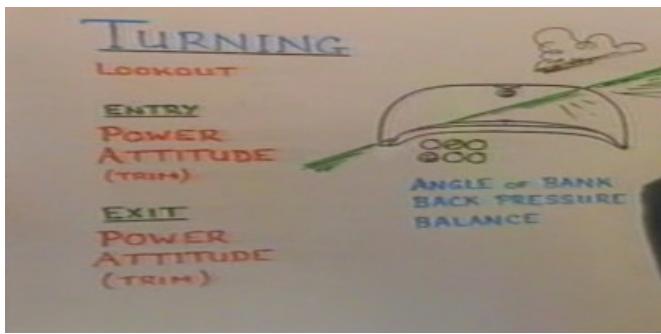 TURNING
LOOKOUT
ENTRY
POWER
ATTITUDE
(TRIM)
EXIT
POWER
ATTITUDE
(TRIM)
ANGLE OF BANK
BACK PRESSURE
BALANCE